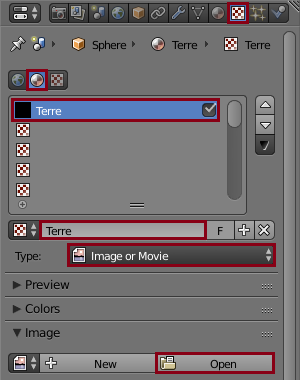 Sphere Terre Terre
Terre
Terre F
Type: Image or Movie
Preview
Colors
Image
New Open